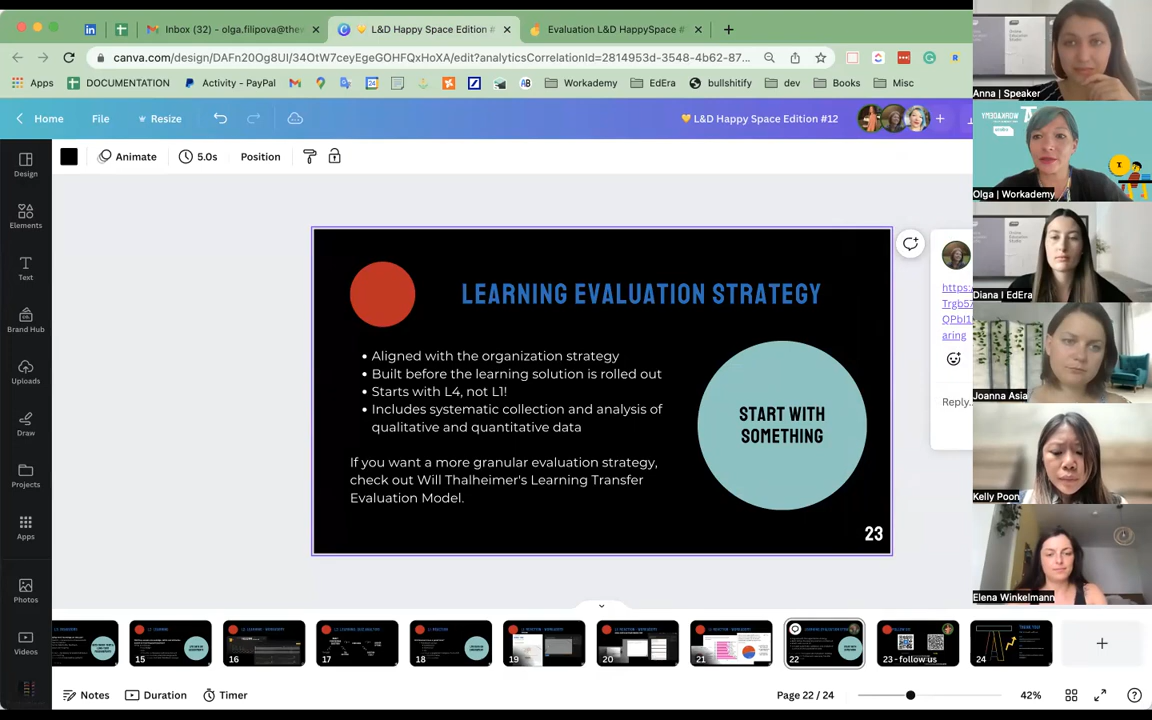 Inbox (32) - olga.filipova@the
L&D Happy Space Edition #
Evaluation L&D HappySpace #
canva.com/design/DAFn20Og8UI/34OtW7ceyEgeGOHFQxHoXA/edit?analyticsCorrelationId=2814953d-3548-4b62-87...
Apps
DOCUMENTATION
Activity - PayPal
Workademy
EdEra
bullshitify
dev
Books
Misc
Home
File
Resize
L&D Happy Space Edition #12
Animate
5.0s
Position
Design
Elements
Text
Brand Hub
Uploads
Draw
Projects
Apps
Photos
Videos
LEARNING EVALUATION STRATEGY
• Aligned with the organization strategy
• Built before the learning solution is rolled out
• Starts with L4, not L1!
• Includes systematic collection and analysis of
qualitative and quantitative data
If you want a more granular evaluation strategy,
check out Will Thalheimer's Learning Transfer
Evaluation Model.
START WITH
SOMETHING
23
https:
Trgb5
QPbI1
aring
Reply..
Anna | Speaker
Olga | Workademy
Diana I EdEra
Joanna Asia
Kelly Poon
Elena Winkelmann
15
16
17
18
19
20
21
22
23 - follow us
24
Notes
Duration
Timer
Page 22 / 24
42%